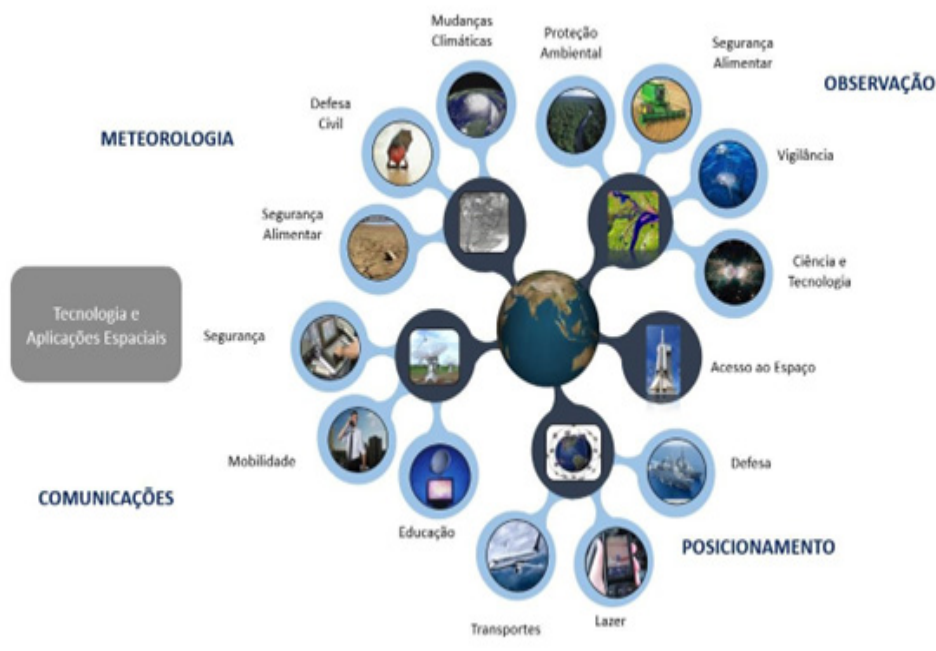 Mudanças
Climáticas
Proteção
Ambiental
Segurança
Alimentar
OBSERVAÇÃO
Defesa
Civil
METEOROLOGIA
Vigilância
Segurança
Alimentar
Ciência e
Tecnologia
Tecnologia e
Aplicações Espaciais
Segurança
Acesso ao Espaço
Mobilidade
Defesa
COMUNICAÇÕES
Educação
POSICIONAMENTO
Transportes
Lazer